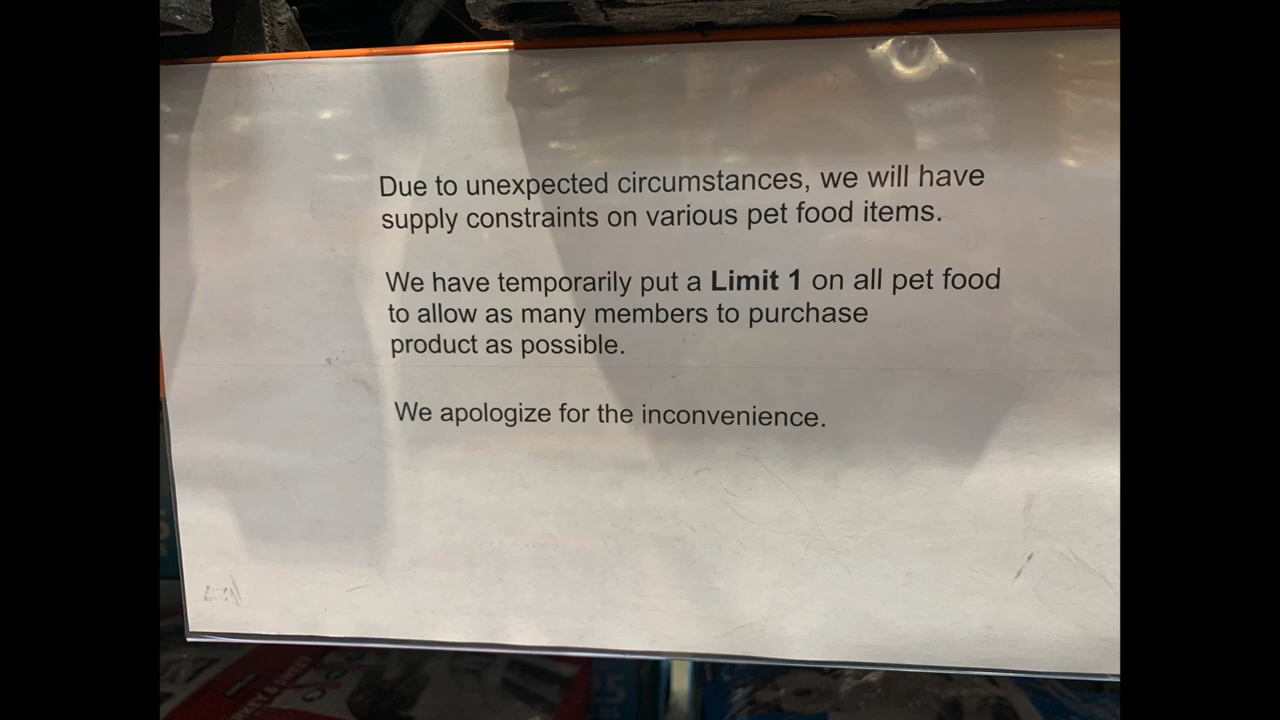 Due to unexpected circumstances, we will have
supply constraints on various pet food items.
We have temporarily put a Limit 1 on all pet food
to allow as many members to purchase
product as possible.
We apologize for the inconvenience.